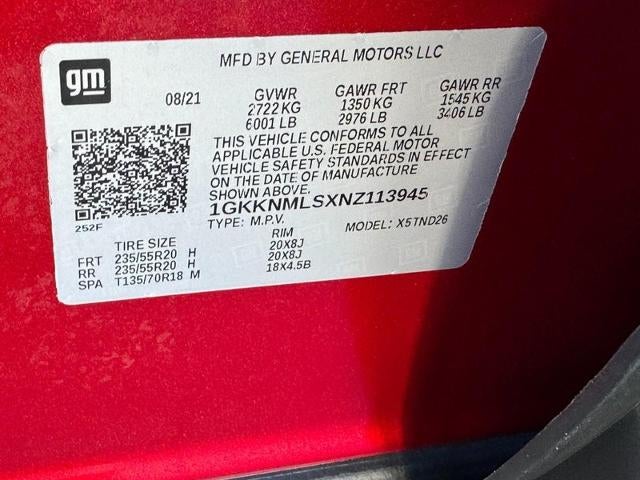 gm
MFD BY GENERAL MOTORS LLC
08/21 GVWR GAWR FRT GAWR RR
2722 KG 1350 KG 1545 KG
6001 LB 2976 LB 3406 LB
THIS VEHICLE CONFORMS TO ALL
APPLICABLE U.S. FEDERAL MOTOR
VEHICLE SAFETY STANDARDS IN EFFECT
ON THE DATE OF MANUFACTURE
SHOWN ABOVE.
1GKKNMLSXNZ113945
252F
TYPE: M.P.V. MODEL: X5TND26
TIRE SIZE RIM
FRT 235/55R20 H 20X8J
RR 235/55R20 H 20X8J
SPA T135/70R18 M 18X4.5B